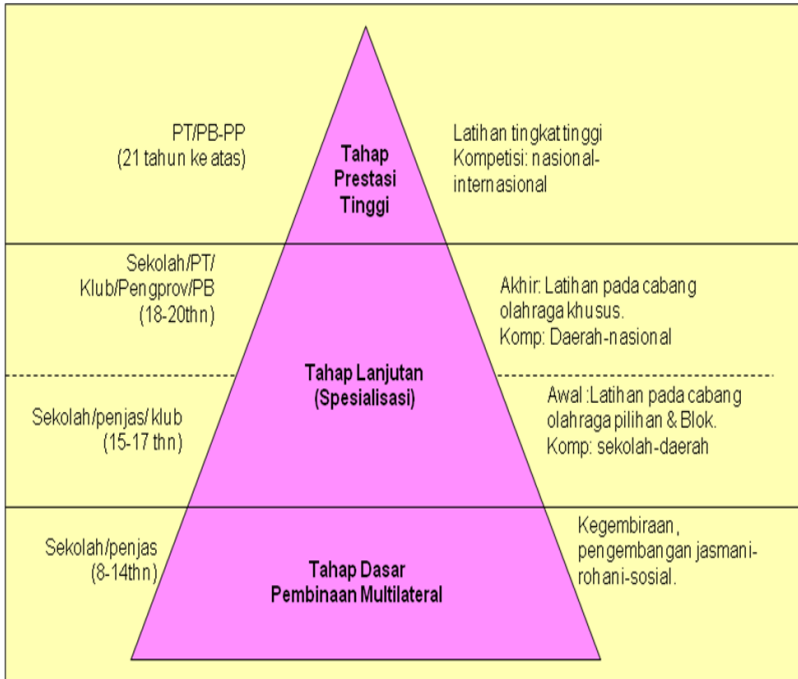 PT/PB-PP
(21 tahun ke atas)
Tahap
Prestasi
Tinggi
Latihan tingkat tinggi
Kompetisi: nasional-
internasional
Sekolah/PT/
Klub/Pengprov/PB
(18-20thn)
Akhir: Latihan pada cabang
olahraga khusus.
Komp: Daerah-nasional
Tahap Lanjutan
(Spesialisasi)
Sekolah/penjas/klub
(15-17 thn)
Awal :Latihan pada cabang
olahraga pilihan & Blok.
Komp: sekolah-daerah
Sekolah/penjas
(8-14thn)
Tahap Dasar
Pembinaan Multilateral
Kegembiraan,
pengembangan jasmani-
rohani-sosial.